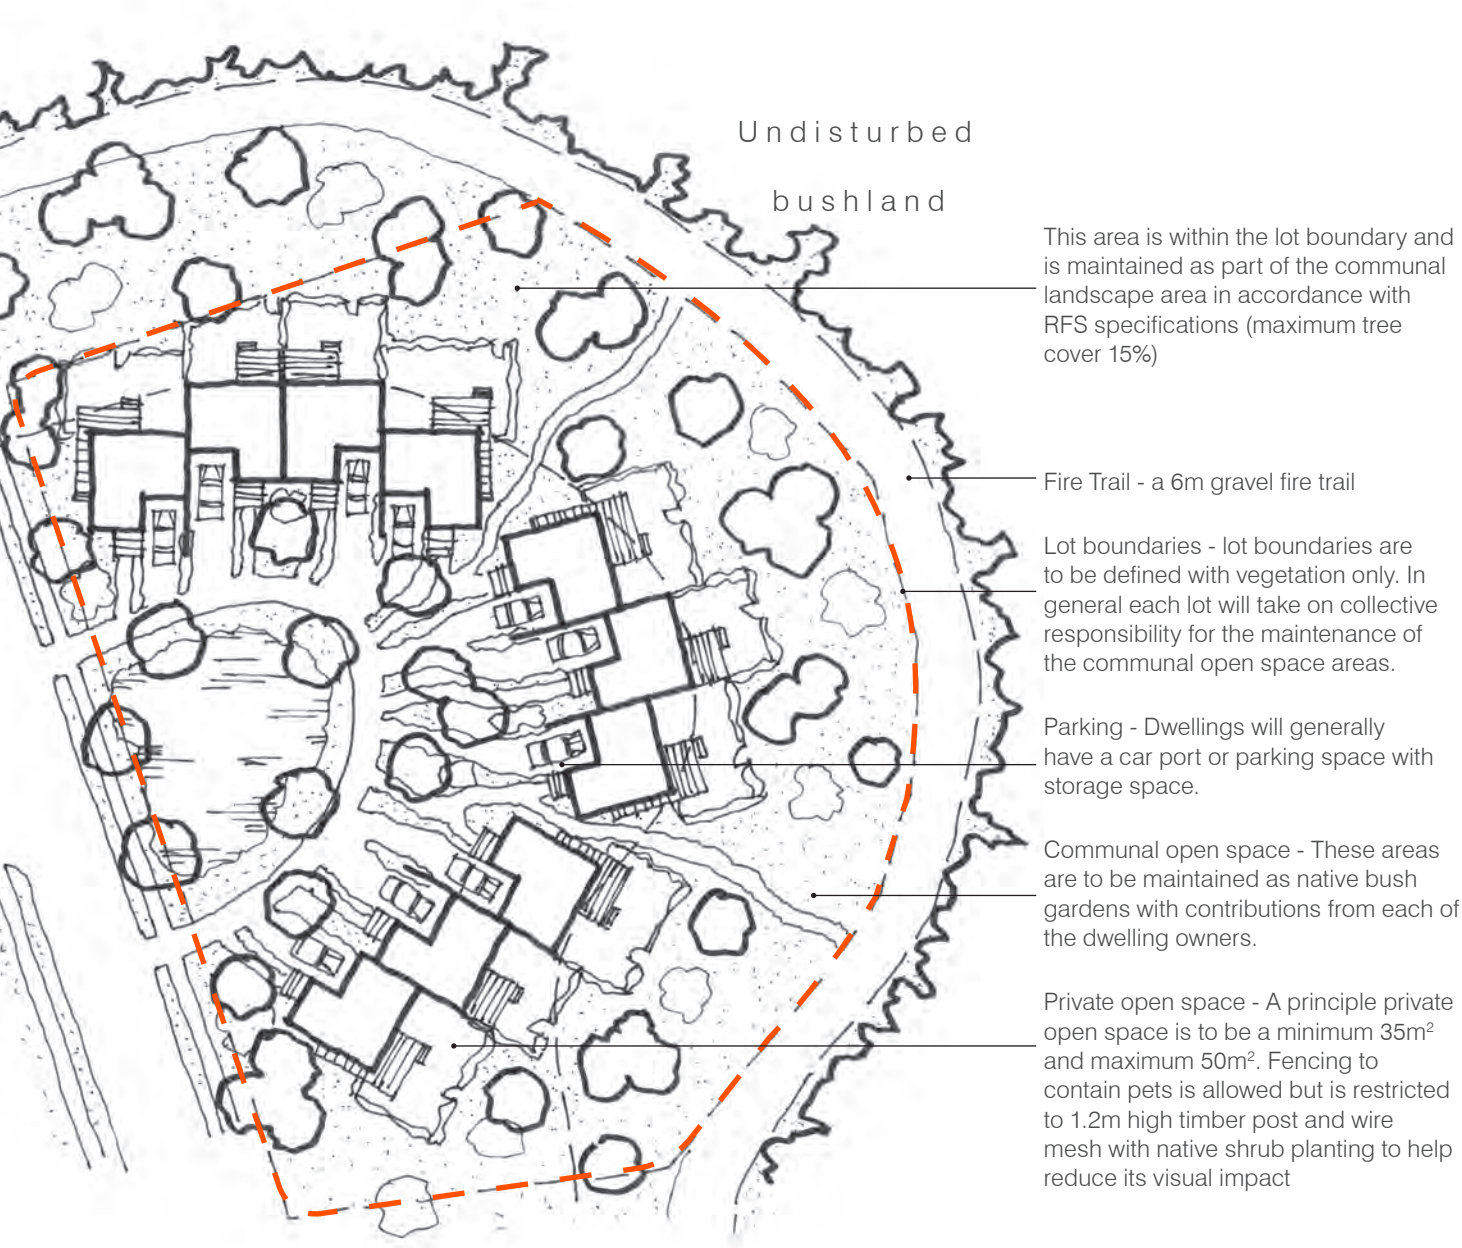 Undisturbed
bushland
This area is within the lot boundary and
is maintained as part of the communal
landscape area in accordance with
RFS specifications (maximum tree
cover 15%)
Fire Trail - a 6m gravel fire trail
Lot boundaries - lot boundaries are
to be defined with vegetation only. In
general each lot will take on collective
responsibility for the maintenance of
the communal open space areas.
Parking - Dwellings will generally
have a car port or parking space with
storage space.
Communal open space - These areas
are to be maintained as native bush
gardens with contributions from each of
the dwelling owners.
Private open space - A principle private
open space is to be a minimum 35m²
and maximum 50m². Fencing to
contain pets is allowed but is restricted
to 1.2m high timber post and wire
mesh with native shrub planting to help
reduce its visual impact